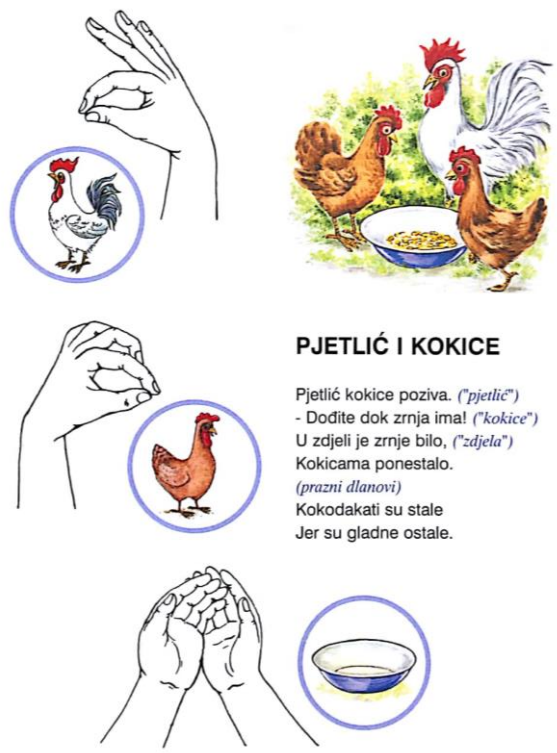 PJETLIĆ I KOKICE
Pjetlić kokice poziva. ("pjetlić")
- Dođite dok zrnja ima! ("kokice")
U zdjeli je zrnje bilo, ("zdjela")
Kokicama ponestalo.
(prazni dlanovi)
Kokodakati su stale
Jer su gladne ostale.